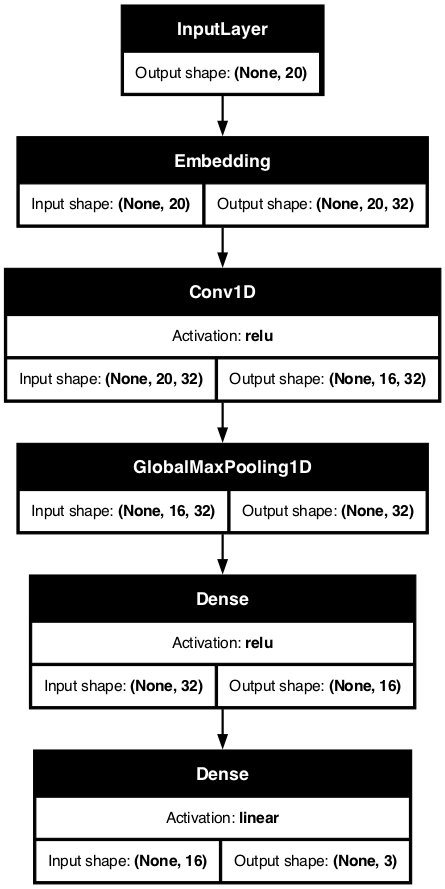 InputLayer
Output shape: (None, 20)
Embedding
Input shape: (None, 20) Output shape: (None, 20, 32)
Conv1D
Activation: relu
Input shape: (None, 20, 32) Output shape: (None, 16, 32)
GlobalMaxPooling1D
Input shape: (None, 16, 32) Output shape: (None, 32)
Dense
Activation: relu
Input shape: (None, 32) Output shape: (None, 16)
Dense
Activation: linear
Input shape: (None, 16) Output shape: (None, 3)